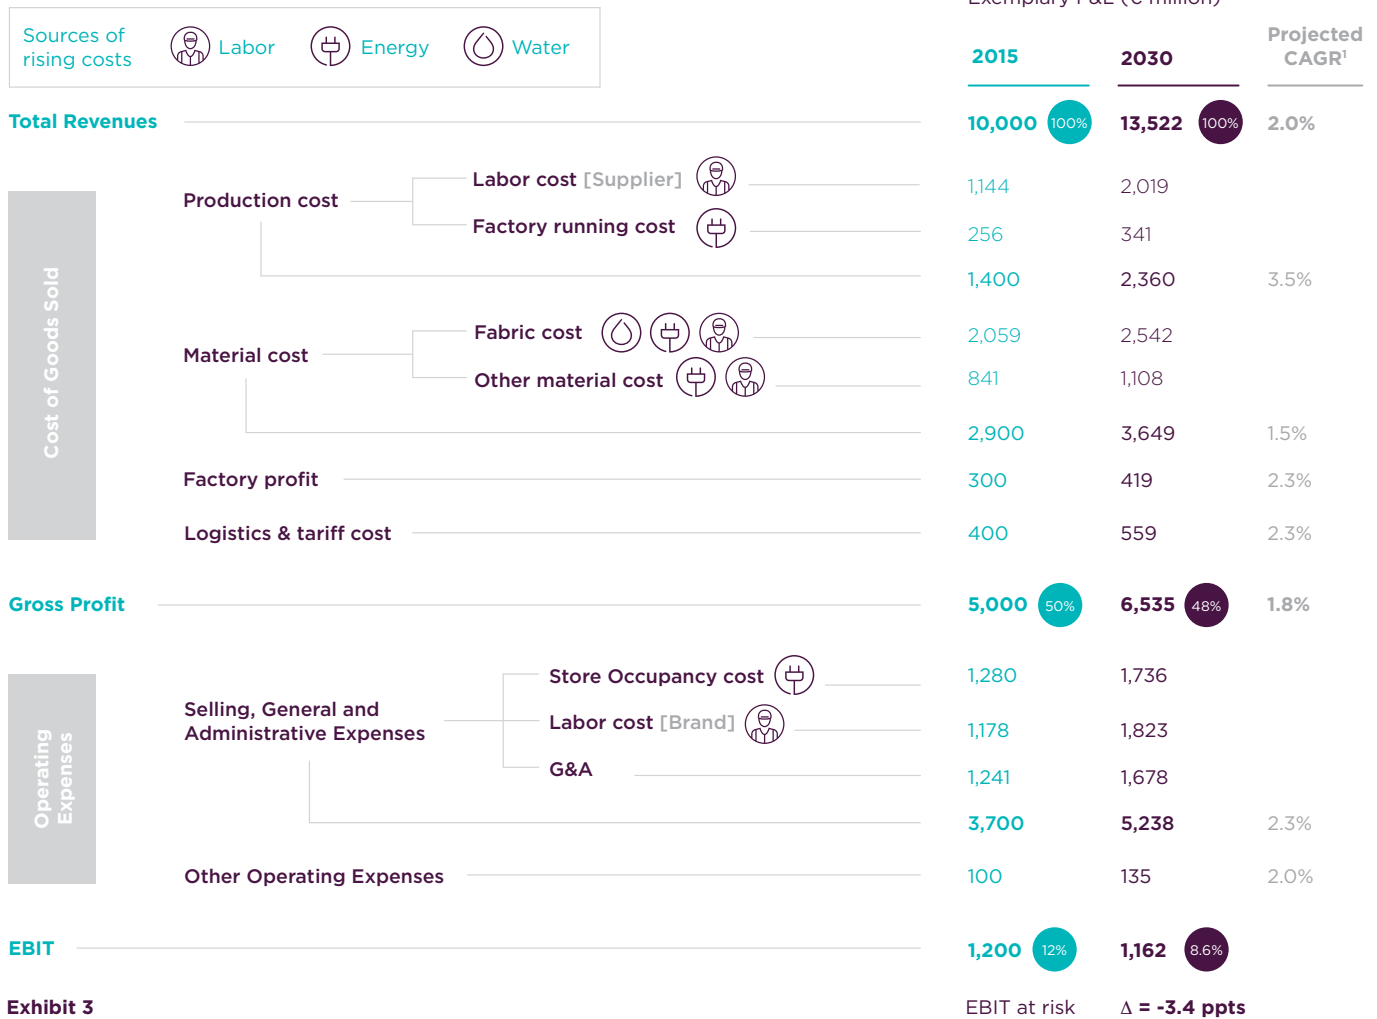 Exemplary P&L (€ million)
Sources of
rising costs
Labor
Energy
Water
2015
2030
Projected
CAGR¹
Total Revenues
10,000 100% 13,522 100% 2.0%
Cost of Goods Sold
Production cost
Labor cost [Supplier] 1,144 2,019
Factory running cost 256 341
1,400 2,360 3.5%
Material cost
Fabric cost 2,059 2,542
Other material cost 841 1,108
2,900 3,649 1.5%
Factory profit 300 419 2.3%
Logistics & tariff cost 400 559 2.3%
Gross Profit 5,000 50% 6,535 48% 1.8%
Operating
Expenses
Selling, General and
Administrative Expenses
Store Occupancy cost 1,280 1,736
Labor cost [Brand] 1,178 1,823
G&A 1,241 1,678
3,700 5,238 2.3%
Other Operating Expenses 100 135 2.0%
EBIT 1,200 12% 1,162 8.6%
Exhibit 3 EBIT at risk Δ = -3.4 ppts